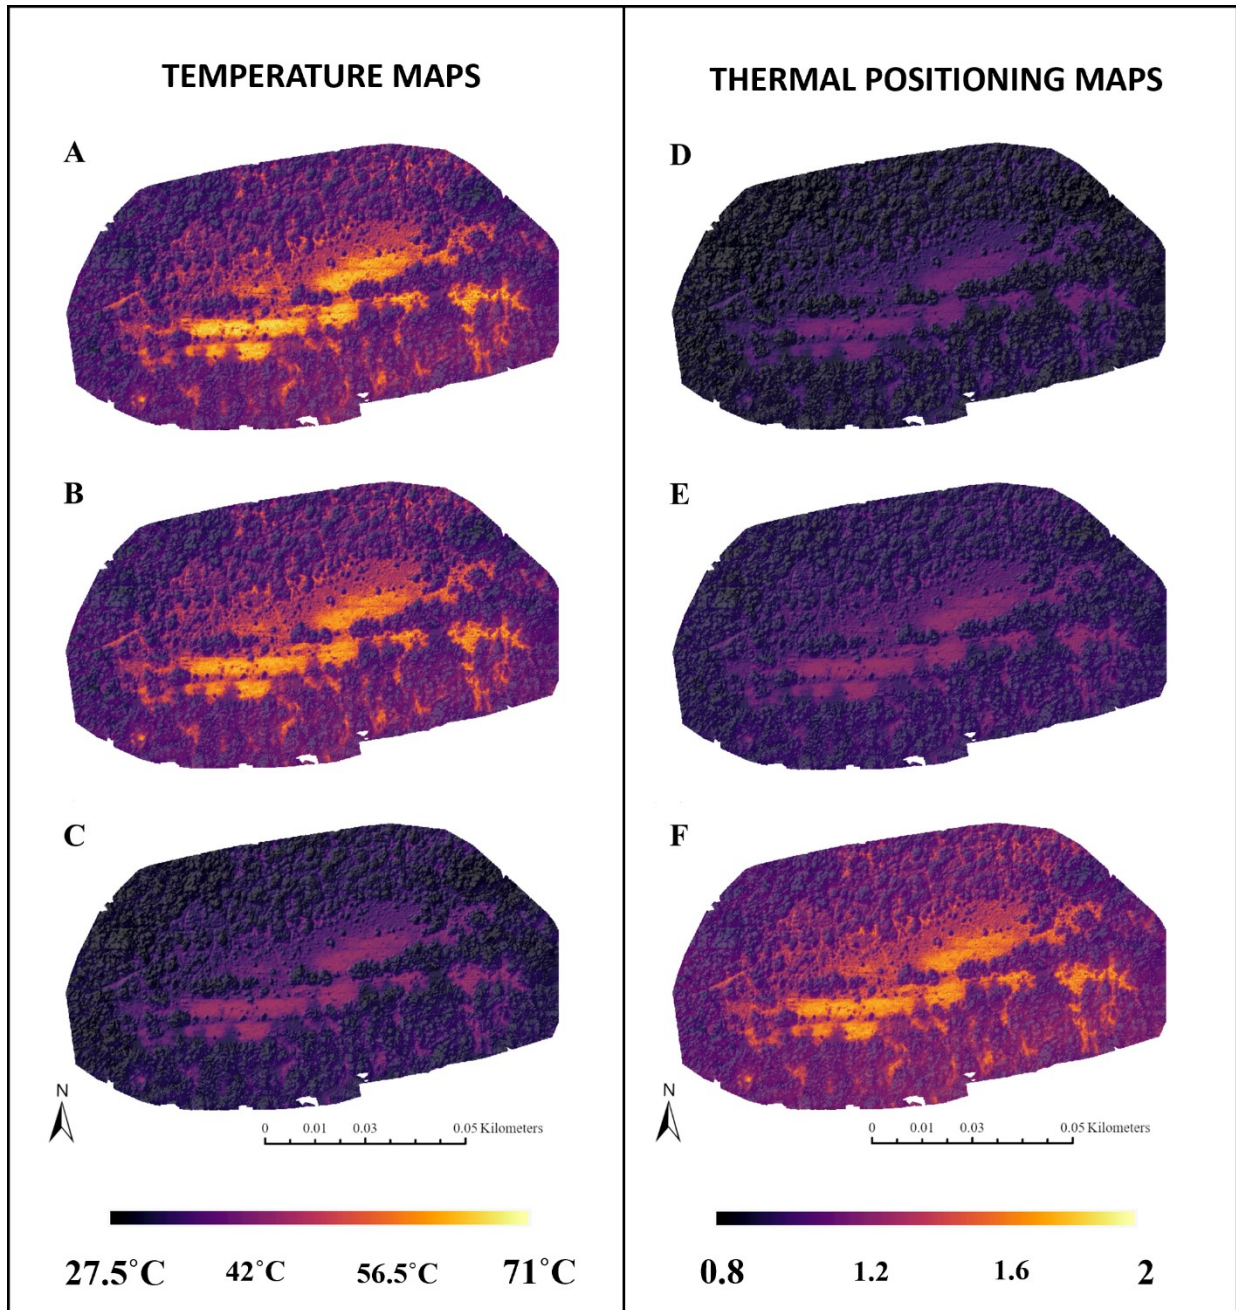 TEMPERATURE MAPS
A
B
C
N
0 0.01 0.03 0.05 Kilometers
27.5˚C 42˚C 56.5˚C 71˚C
THERMAL POSITIONING MAPS
D
E
F
N
0 0.01 0.03 0.05 Kilometers
0.8 1.2 1.6 2